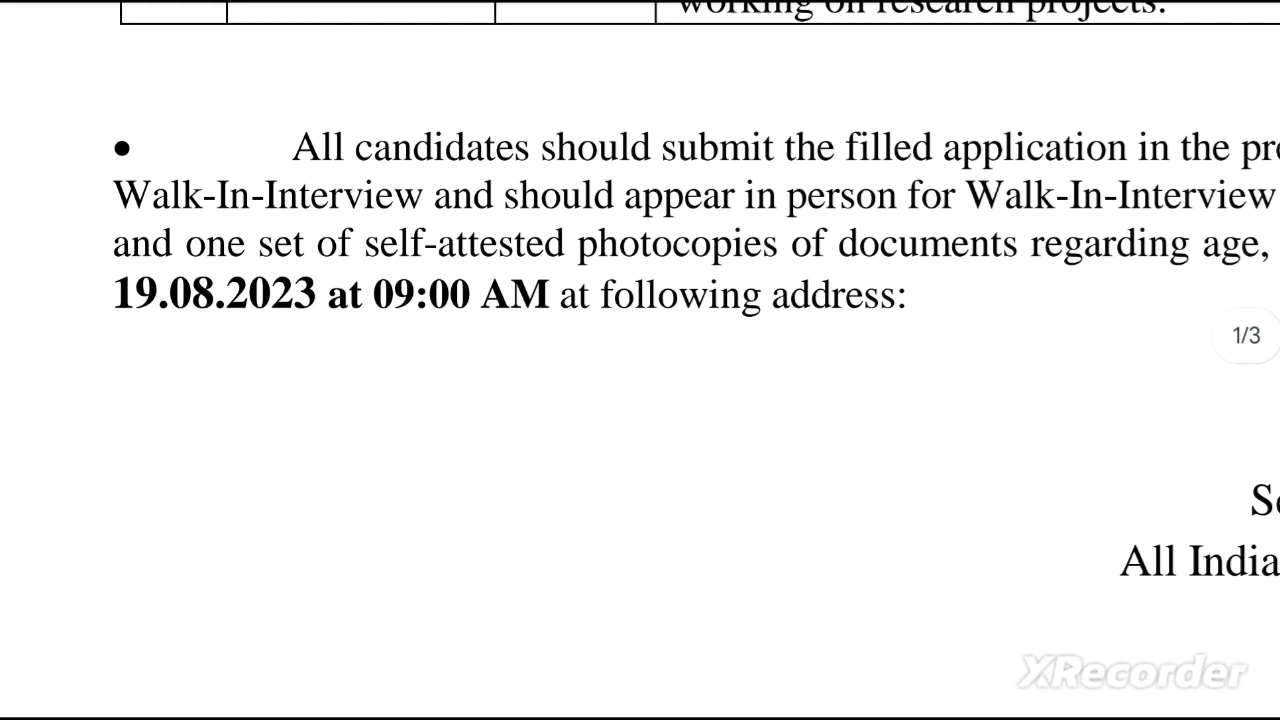 working on research projects.
• All candidates should submit the filled application in the
Walk-In-Interview and should appear in person for Walk-In-Interview
and one set of self-attested photocopies of documents regarding age,
19.08.2023 at 09:00 AM at following address:
1/3
All India
XRecorder